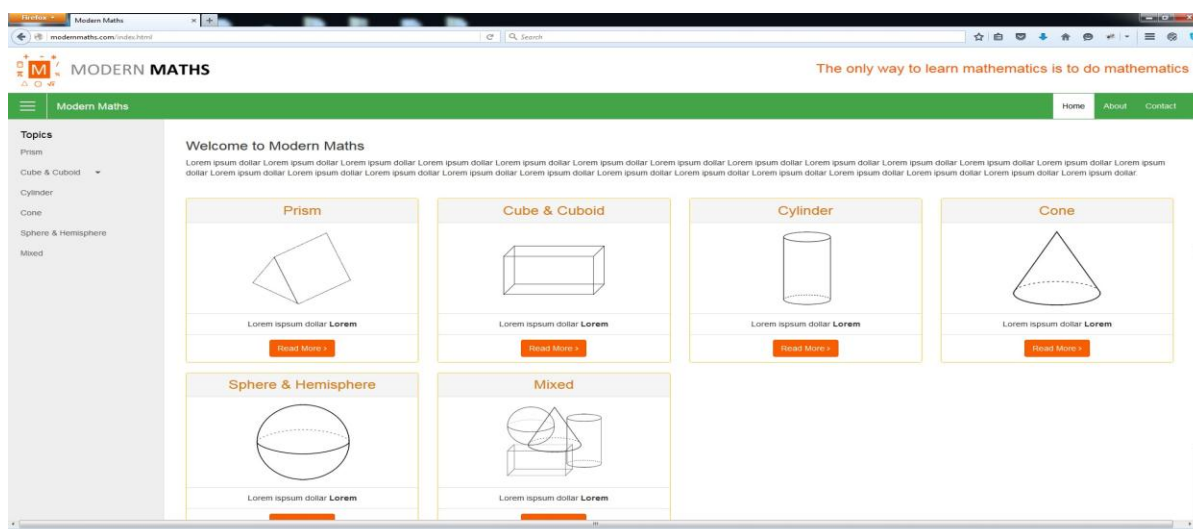 Firefox
Modern Maths
modernmaths.com/index.html
Search
M
MODERN MATHS
The only way to learn mathematics is to do mathematics
Modern Maths
Home
About
Contact
Topics
Prism
Cube & Cuboid
Cylinder
Cone
Sphere & Hemisphere
Mixed
Welcome to Modern Maths
Lorem ipsum dollar Lorem ipsum dollar Lorem ipsum dollar Lorem ipsum dollar Lorem ipsum dollar Lorem ipsum dollar Lorem ipsum dollar Lorem ipsum dollar Lorem ipsum dollar Lorem ipsum dollar Lorem ipsum dollar Lorem ipsum dollar Lorem ipsum
dollar Lorem ipsum dollar Lorem ipsum dollar Lorem ipsum dollar Lorem ipsum dollar Lorem ipsum dollar Lorem ipsum dollar Lorem ipsum dollar Lorem ipsum dollar Lorem ipsum dollar Lorem ipsum dollar Lorem ipsum dollar
Prism
Lorem ispsum dollar Lorem
Read More ›
Cube & Cuboid
Lorem ispsum dollar Lorem
Read More ›
Cylinder
Lorem ispsum dollar Lorem
Read More ›
Cone
Lorem ispsum dollar Lorem
Read More ›
Sphere & Hemisphere
Lorem ispsum dollar Lorem
Mixed
Lorem ispsum dollar Lorem